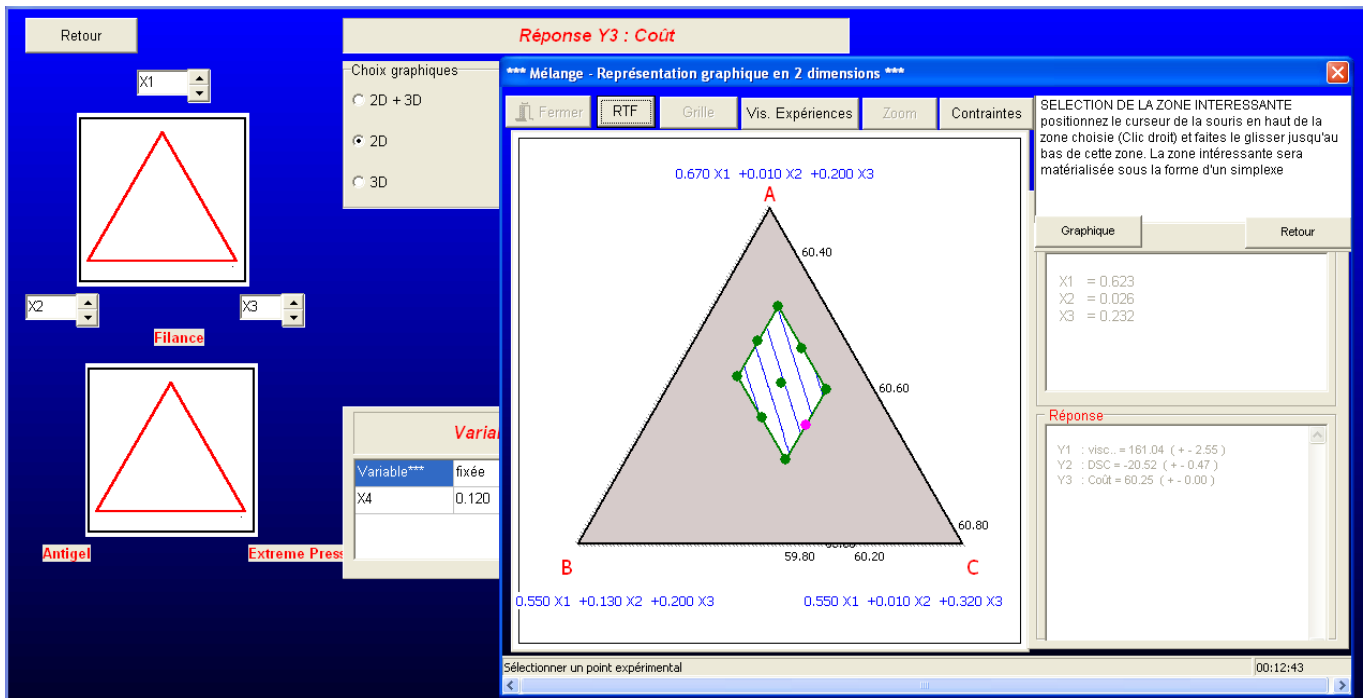 Retour
Réponse Y3 : Coût
X1
Choix graphiques
2D + 3D
2D
3D
X2
X3
Filance
Antigel
Extreme Press
Varia
Variable***
fixée
X4
0.120
*** Mélange - Représentation graphique en 2 dimensions ***
Fermer
RTF
Grille
Vis. Expériences
Zoom
Contraintes
SELECTION DE LA ZONE INTERESSANTE
positionnez le curseur de la souris en haut de la
zone choisie (Clic droit) et faites le glisser jusqu'au
bas de cette zone. La zone intéressante sera
matérialisée sous la forme d'un simplexe
Graphique
Retour
0.670 X1 +0.010 X2 +0.200 X3
A
60.40
60.60
60.80
59.80
60.20
B
C
0.550 X1 +0.130 X2 +0.200 X3
0.550 X1 +0.010 X2 +0.320 X3
X1 = 0.623
X2 = 0.026
X3 = 0.232
Réponse
Y1 : visc.. = 161.04 ( + - 2.55 )
Y2 : DSC = -20.52 ( + - 0.47 )
Y3 : Coût = 60.25 ( + - 0.00 )
Sélectionner un point expérimental
00:12:43